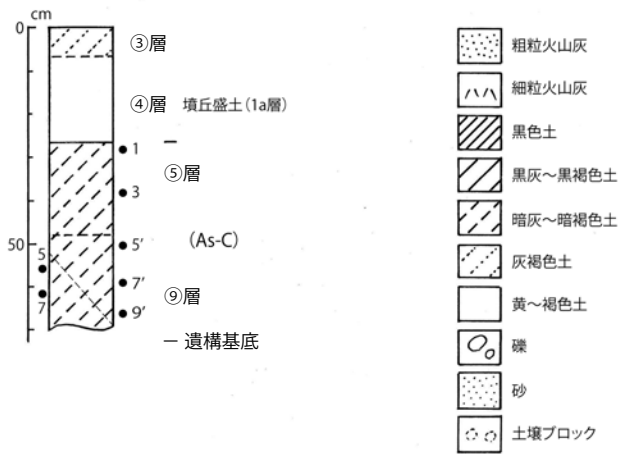 cm
0
③層
④層 墳丘盛土(1a層)
1
⑤層
3
50
5
5'
(As-C)
7
7'
⑨層
9'
遺構基底
粗粒火山灰
細粒火山灰
黒色土
黒灰〜黒褐色土
暗灰〜暗褐色土
灰褐色土
黄〜褐色土
礫
砂
土壌ブロック